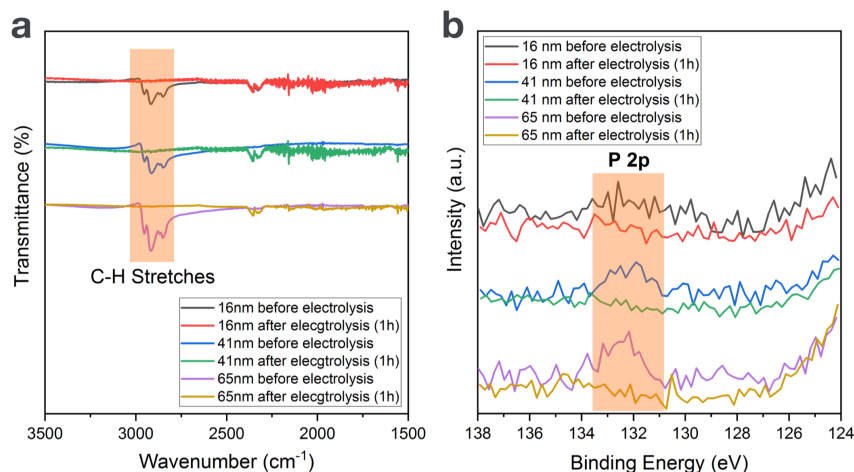 a
Transmittance (%)
C-H Stretches
16nm before electrolysis
16nm after elecgtrolysis (1h)
41nm before electrolysis
41nm after elecgtrolysis (1h)
65nm before electrolysis
65nm after elecgtrolysis (1h)
3500 3000 2500 2000 1500
Wavenumber (cm⁻¹)
b
16 nm before electrolysis
16 nm after electrolysis (1h)
41 nm before electrolysis
41 nm after electrolysis (1h)
65 nm before electrolysis
65 nm after electrolysis (1h)
P 2p
Intensity (a.u.)
138 136 134 132 130 128 126 124
Binding Energy (eV)